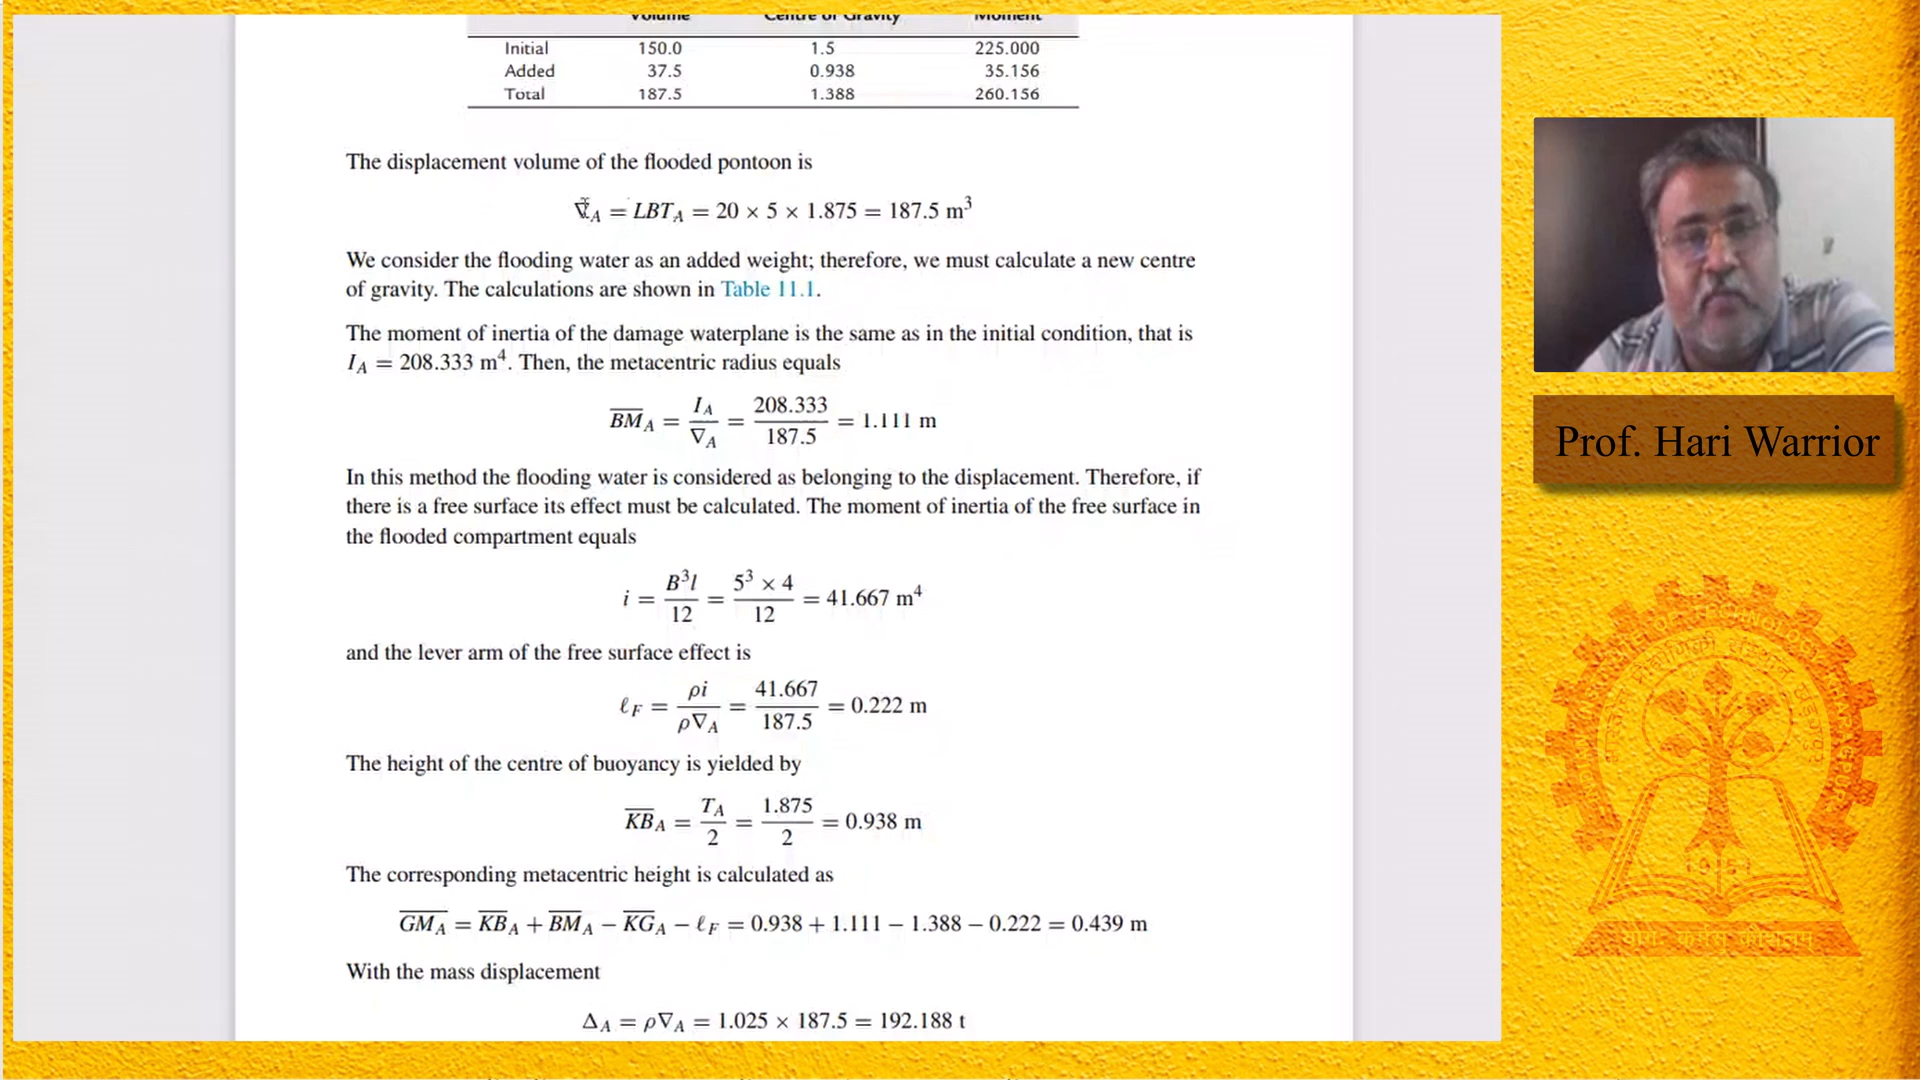 Volume Centre of Gravity Moment
Initial 150.0 1.5 225.000
Added 37.5 0.938 35.156
Total 187.5 1.388 260.156
The displacement volume of the flooded pontoon is
∇A = LBTA = 20 × 5 × 1.875 = 187.5 m³
We consider the flooding water as an added weight; therefore, we must calculate a new centre
of gravity. The calculations are shown in Table 11.1.
The moment of inertia of the damage waterplane is the same as in the initial condition, that is
IA = 208.333 m⁴. Then, the metacentric radius equals
BMA = IA/∇A = 208.333/187.5 = 1.111 m
In this method the flooding water is considered as belonging to the displacement. Therefore, if
there is a free surface its effect must be calculated. The moment of inertia of the free surface in
the flooded compartment equals
i = B³l/12 = 5³ × 4/12 = 41.667 m⁴
and the lever arm of the free surface effect is
ℓF = ρi/ρ∇A = 41.667/187.5 = 0.222 m
The height of the centre of buoyancy is yielded by
KBA = TA/2 = 1.875/2 = 0.938 m
The corresponding metacentric height is calculated as
GMA = KBA + BMA − KGA − ℓF = 0.938 + 1.111 − 1.388 − 0.222 = 0.439 m
With the mass displacement
ΔA = ρ∇A = 1.025 × 187.5 = 192.188 t
Prof. Hari Warrior
1951
योगः कर्मसु कौशलम्